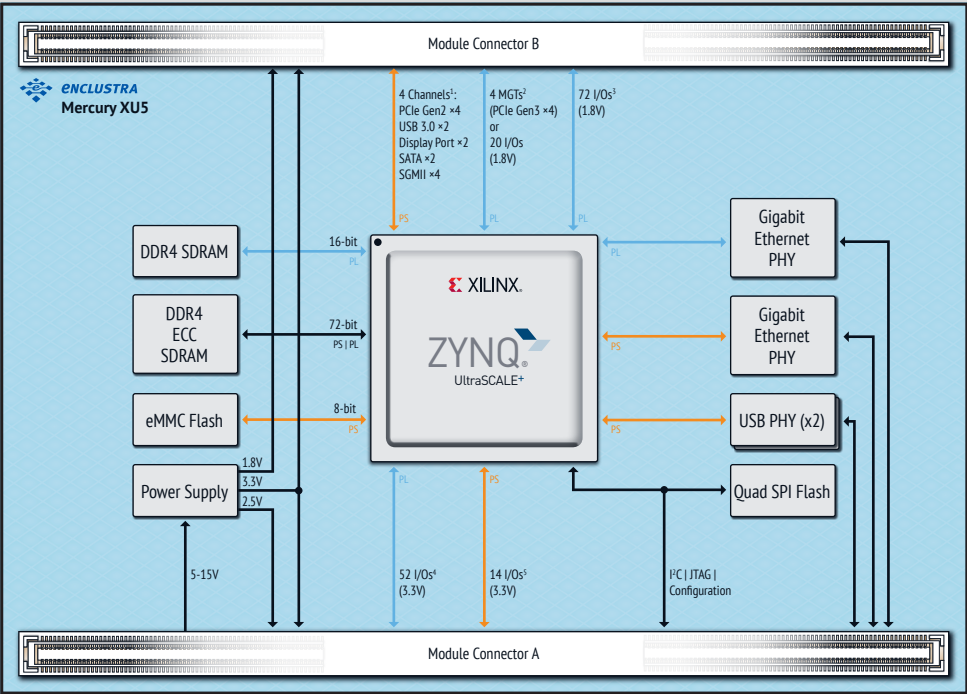 Module Connector B
ENCLUSTRA
Mercury XU5
4 Channels¹:
PCIe Gen2 ×4
USB 3.0 ×2
Display Port ×2
SATA ×2
SGMII ×4
PS
4 MGTs²
(PCIe Gen3 ×4)
or
20 I/Os
(1.8V)
PL
72 I/Os³
(1.8V)
PL
DDR4 SDRAM
16-bit
PL
DDR4
ECC
SDRAM
72-bit
PS | PL
eMMC Flash
8-bit
PS
Power Supply
1.8V
3.3V
2.5V
5-15V
XILINX®
ZYNQ®
UltraSCALE+
Gigabit
Ethernet
PHY
PL
Gigabit
Ethernet
PHY
PS
USB PHY (x2)
PS
Quad SPI Flash
PL
52 I/Os⁴
(3.3V)
PS
14 I/Os⁵
(3.3V)
I²C | JTAG |
Configuration
Module Connector A